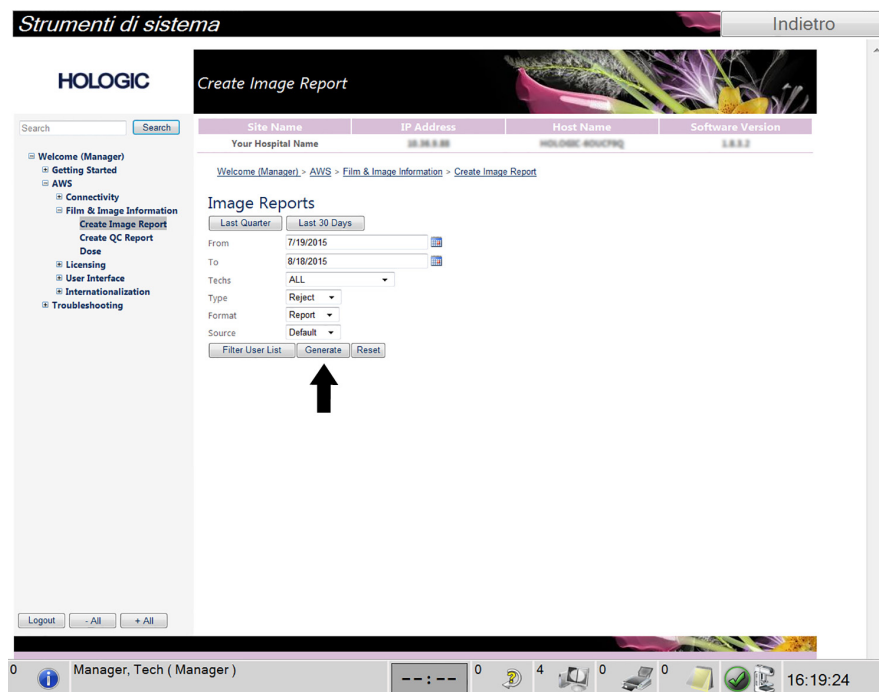 Strumenti di sistema
Indietro
HOLOGIC
Create Image Report
Search Search
Site Name IP Address Host Name Software Version
Your Hospital Name 1.8.3.2
Welcome (Manager)
Getting Started
AWS
Connectivity
Film & Image Information
Create Image Report
Create QC Report
Dose
Licensing
User Interface
Internationalization
Troubleshooting
Welcome (Manager) > AWS > Film & Image Information > Create Image Report
Image Reports
Last Quarter Last 30 Days
From 7/19/2015
To 8/18/2015
Techs ALL
Type Reject
Format Report
Source Default
Filter User List Generate Reset
Logout - All + All
0 Manager, Tech ( Manager ) --:-- 0 4 0 0 16:19:24